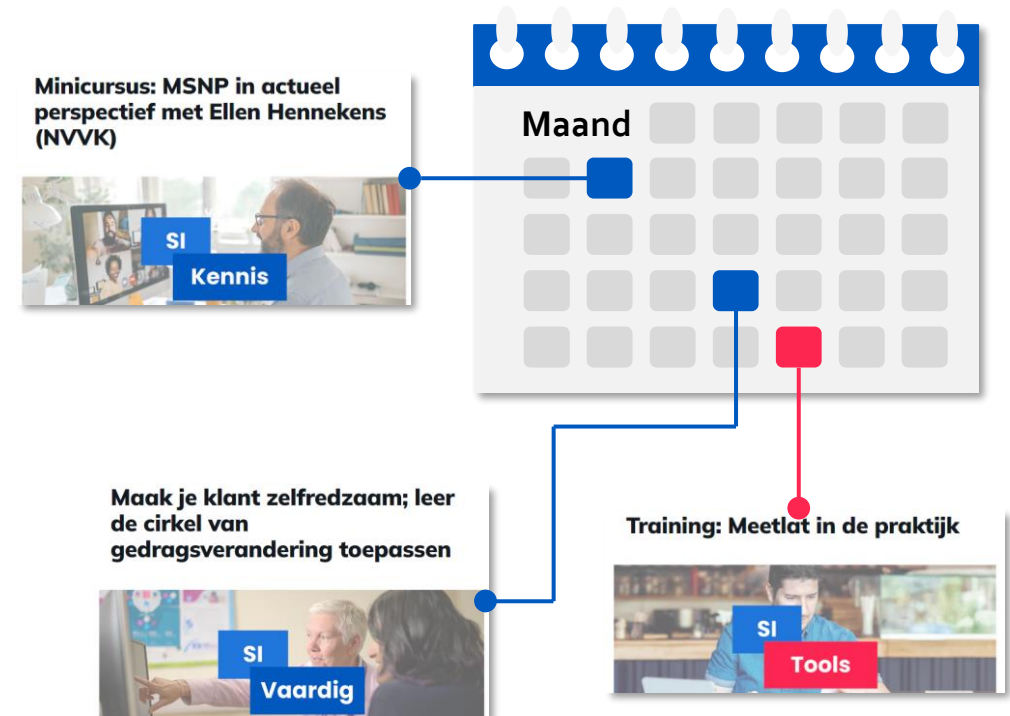 Minicursus: MSNP in actueel
perspectief met Ellen Hennekens
(NVVK)
SI
Kennis
Maand
Maak je klant zelfredzaam; leer
de cirkel van
gedragsverandering toepassen
SI
Vaardig
Training: Meetlat in de praktijk
SI
Tools